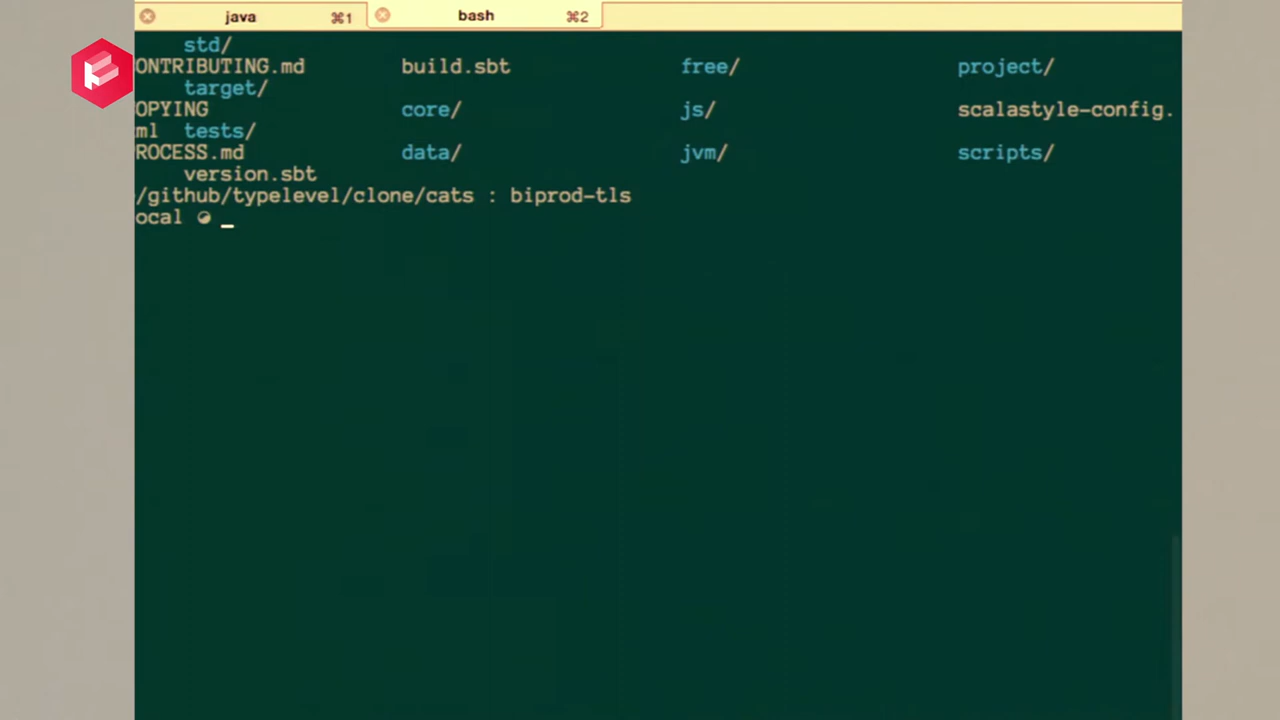 java ⌘1 bash ⌘2
std/
ONTRIBUTING.md build.sbt free/ project/
target/
OPYING core/ js/ scalastyle-config.
ml tests/
ROCESS.md data/ jvm/ scripts/
version.sbt
/github/typelevel/clone/cats : biprod-tls
ocal